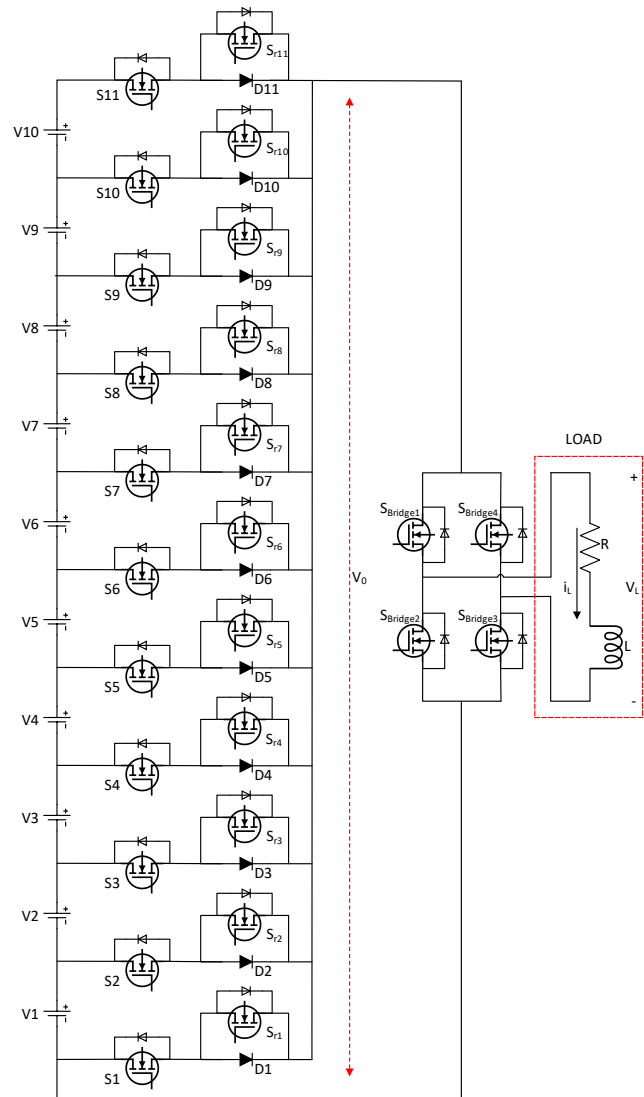 S11
Sr11
D11
V10
S10
Sr10
D10
V9
S9
Sr9
D9
V8
S8
Sr8
D8
V7
S7
Sr7
D7
V6
S6
Sr6
D6
V5
S5
Sr5
D5
V4
S4
Sr4
D4
V3
S3
Sr3
D3
V2
S2
Sr2
D2
V1
S1
Sr1
D1
V0
SBridge1
SBridge4
SBridge2
SBridge3
LOAD
+
R
iL
VL
L
-